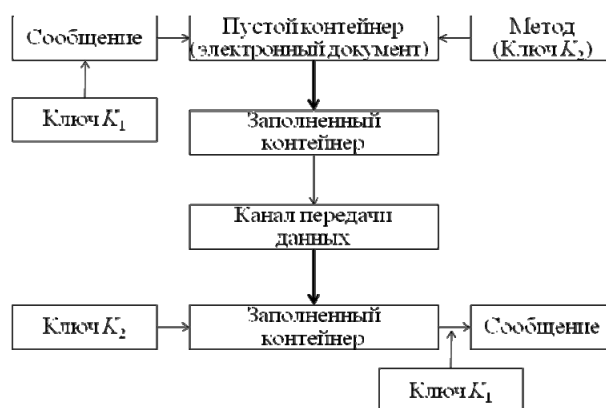 Сообщение
Пустой контейнер
(электронный документ)
Метод
(Ключ K₂)
Ключ K₁
Заполненный
контейнер
Канал передачи
данных
Ключ K₂
Заполненный
контейнер
Сообщение
Ключ K₁